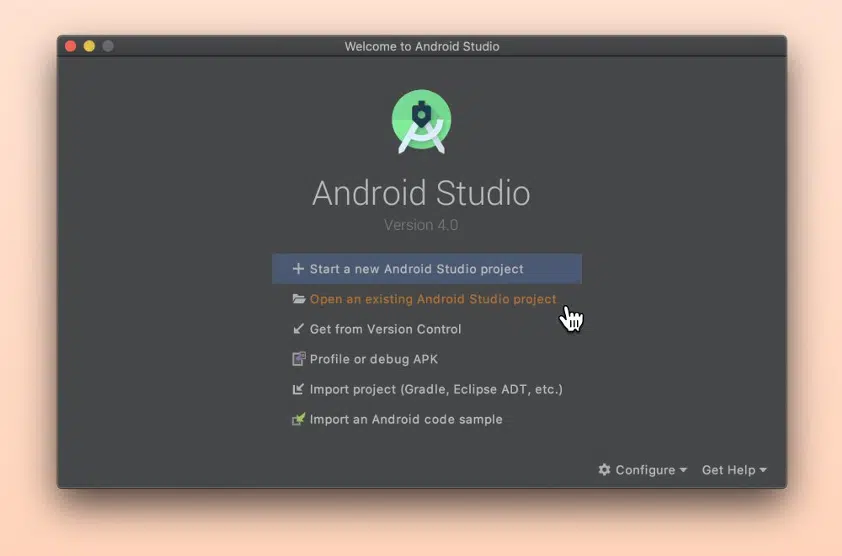 Welcome to Android Studio
Android Studio
Version 4.0
Start a new Android Studio project
Open an existing Android Studio project
Get from Version Control
Profile or debug APK
Import project (Gradle, Eclipse ADT, etc.)
Import an Android code sample
Configure Get Help